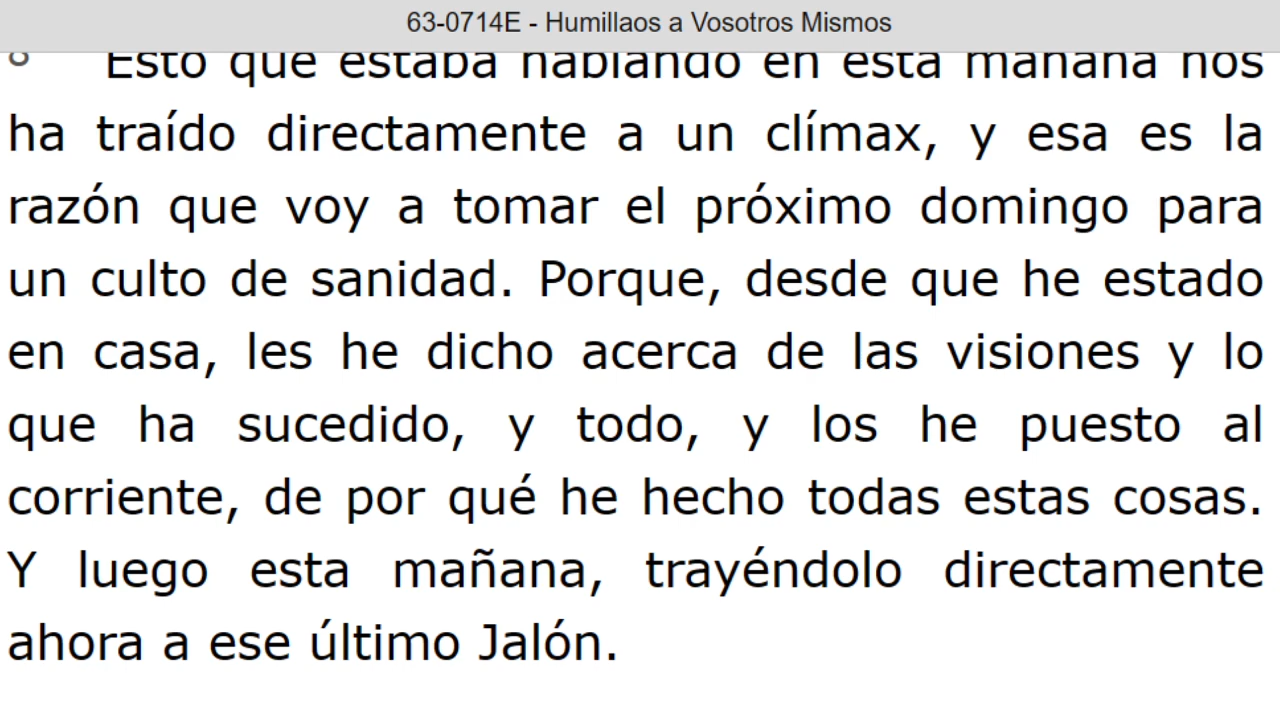 63-0714E - Humillaos a Vosotros Mismos
Esto que estaba hablando en esta mañana nos
ha traído directamente a un clímax, y esa es la
razón que voy a tomar el próximo domingo para
un culto de sanidad. Porque, desde que he estado
en casa, les he dicho acerca de las visiones y lo
que ha sucedido, y todo, y los he puesto al
corriente, de por qué he hecho todas estas cosas.
Y luego esta mañana, trayéndolo directamente
ahora a ese último Jalón.